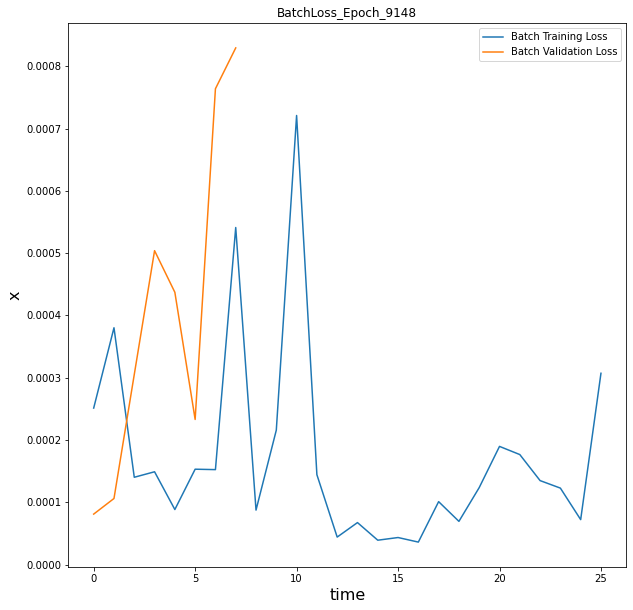 BatchLoss_Epoch_9148
Batch Training Loss
Batch Validation Loss
0.0008
0.0007
0.0006
0.0005
0.0004
0.0003
0.0002
0.0001
0.0000
x
0 5 10 15 20 25
time